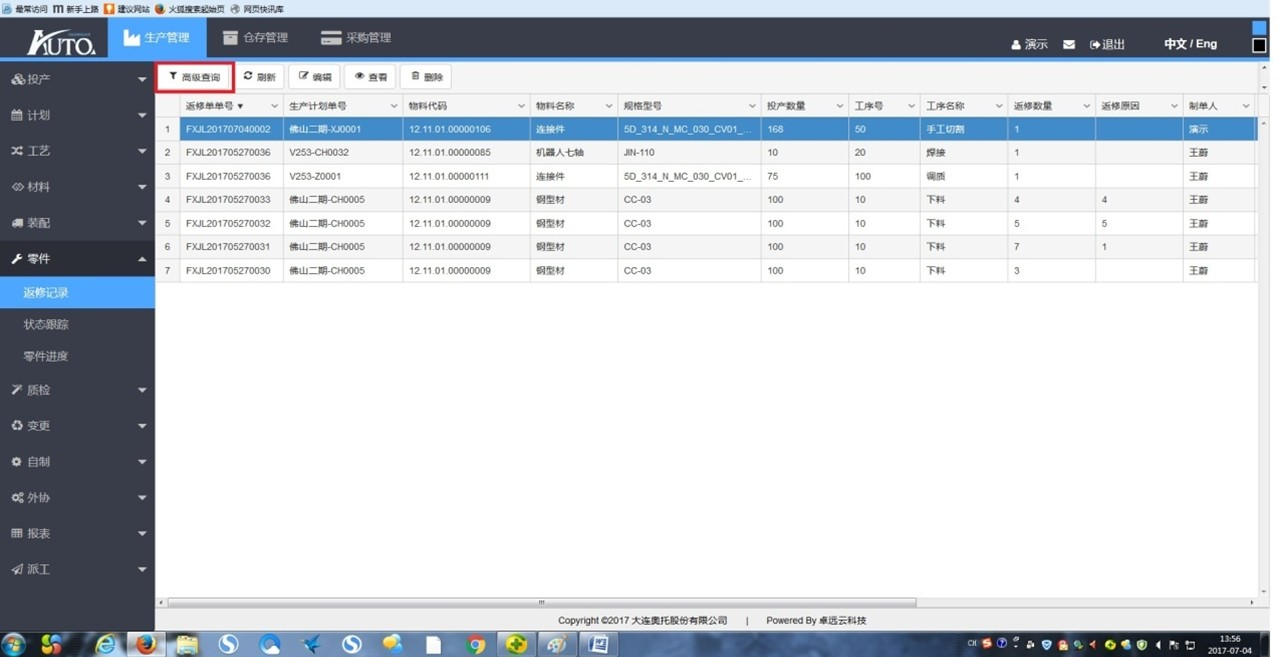 最常访问 新手上路 建议网站 火狐搜索起始页 网页快讯库
AUTO. 生产管理 仓存管理 采购管理 演示 退出 中文 / Eng
投产
计划
工艺
材料
装配
零件
返修记录
状态跟踪
零件进度
质检
变更
自制
外协
报表
派工
高级查询 刷新 编辑 查看 删除
返修单单号 ▼ 生产计划单号 物料代码 物料名称 规格型号 投产数量 工序号 工序名称 返修数量 返修原因 制单人
1 FXJL201707040002 佛山二期-XJ0001 12.11.01.00000106 连接件 5D_314_N_MC_030_CV01_... 168 50 手工切割 1 演示
2 FXJL201705270036 V253-CH0032 12.11.01.00000085 机器人七轴 JIN-110 10 20 焊接 1 王蔚
3 FXJL201705270036 V253-Z0001 12.11.01.00000111 连接件 5D_314_N_MC_030_CV01_... 75 100 调质 1 王蔚
4 FXJL201705270033 佛山二期-CH0005 12.11.01.00000009 钢型材 CC-03 100 10 下料 4 4 王蔚
5 FXJL201705270032 佛山二期-CH0005 12.11.01.00000009 钢型材 CC-03 100 10 下料 5 5 王蔚
6 FXJL201705270031 佛山二期-CH0005 12.11.01.00000009 钢型材 CC-03 100 10 下料 7 1 王蔚
7 FXJL201705270030 佛山二期-CH0005 12.11.01.00000009 钢型材 CC-03 100 10 下料 3 王蔚
Copyright ©2017 大连奥托股份有限公司 | Powered By 卓远云科技
CH 13:56
2017-07-04